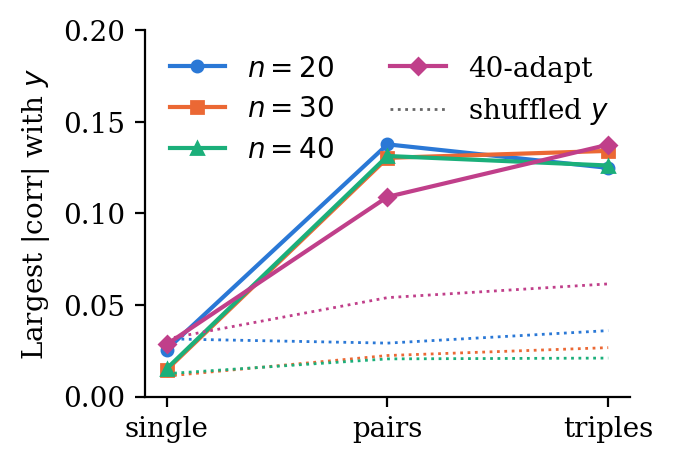 Largest |corr| with y
0.20
0.15
0.10
0.05
0.00
n = 20
n = 30
n = 40
40-adapt
shuffled y
single
pairs
triples